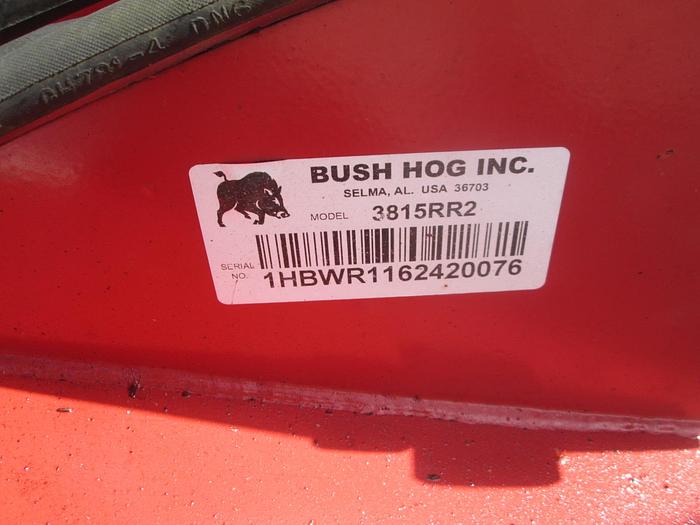 BUSH HOG INC.
SELMA, AL. USA 36703
MODEL 3815RR2
SERIAL NO. 1HBWR1162420076